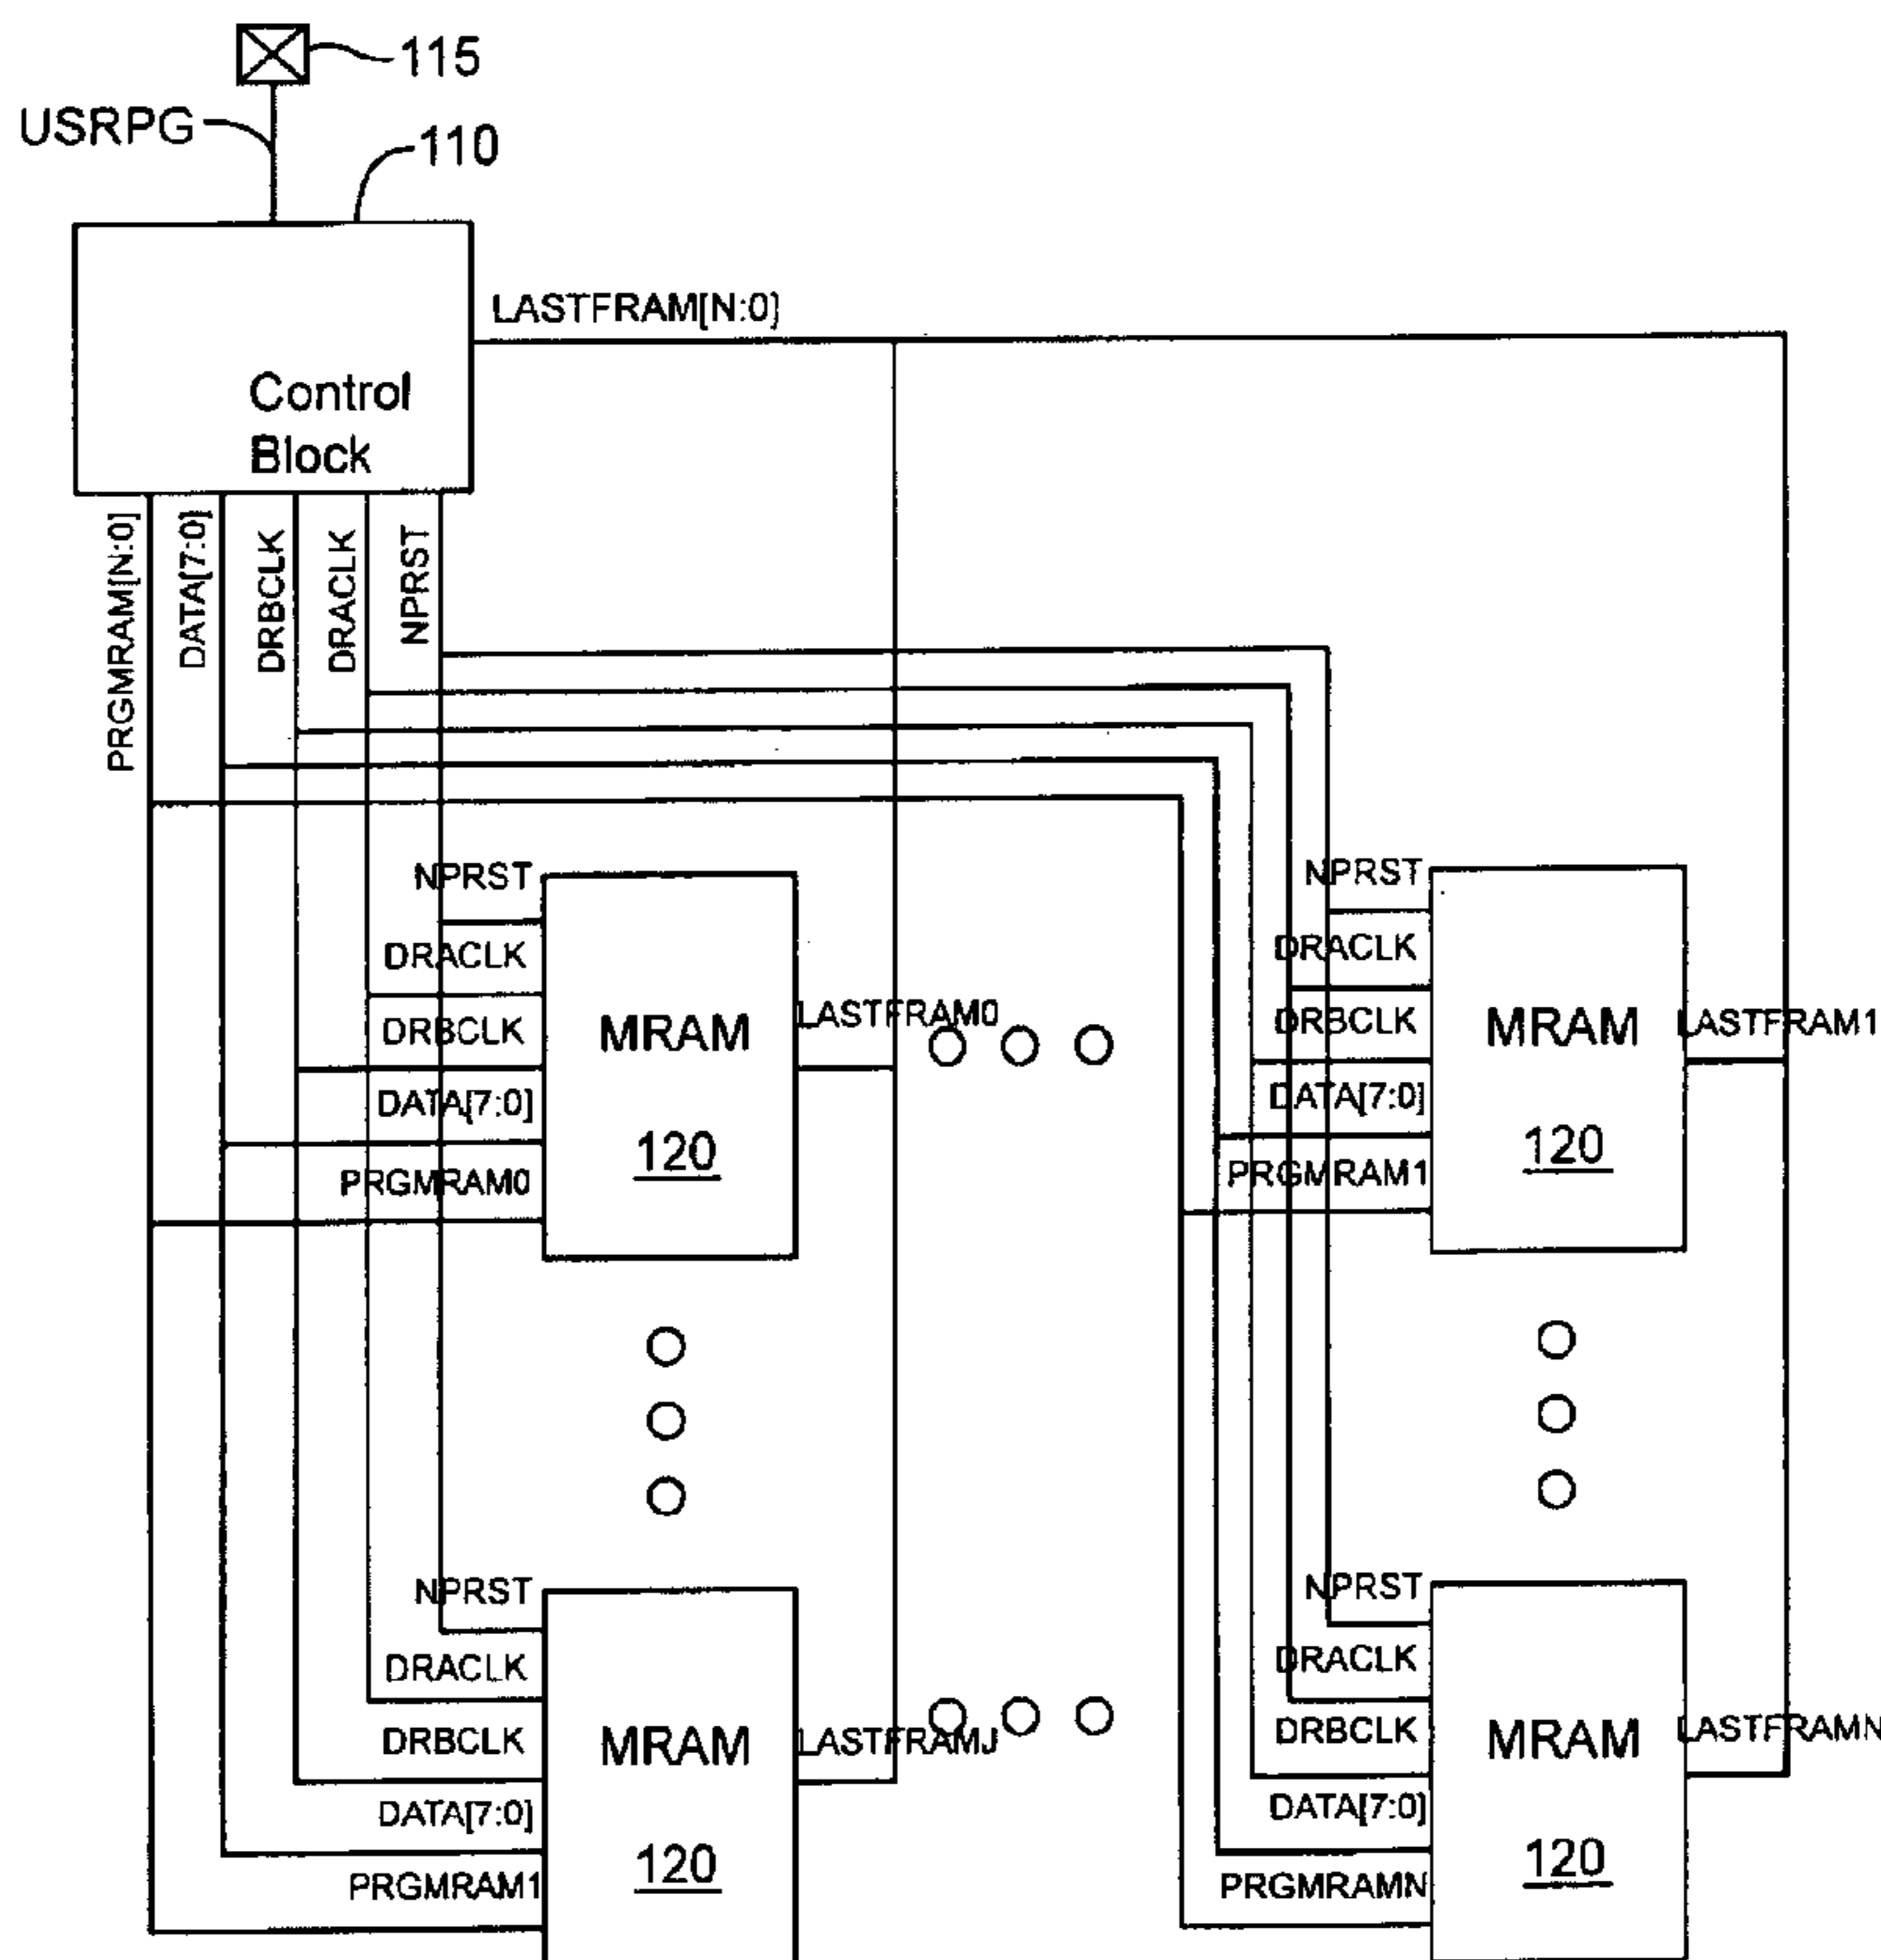 115
USRPG
110
LASTFRAM[N:0]
Control
Block
PRGMRAM[N:0]
DATA[7:0]
DRBCLK
DRACLK
NPRST
NPRST
DRACLK
DRBCLK
DATA[7:0]
PRGMRAM0
MRAM
120
LASTFRAM0
NPRST
DRACLK
DRBCLK
DATA[7:0]
PRGMRAM1
MRAM
120
LASTFRAM1
NPRST
DRACLK
DRBCLK
DATA[7:0]
PRGMRAM1
MRAM
120
LASTFRAMJ
NPRST
DRACLK
DRBCLK
DATA[7:0]
PRGMRAMN
MRAM
120
LASTFRAMN